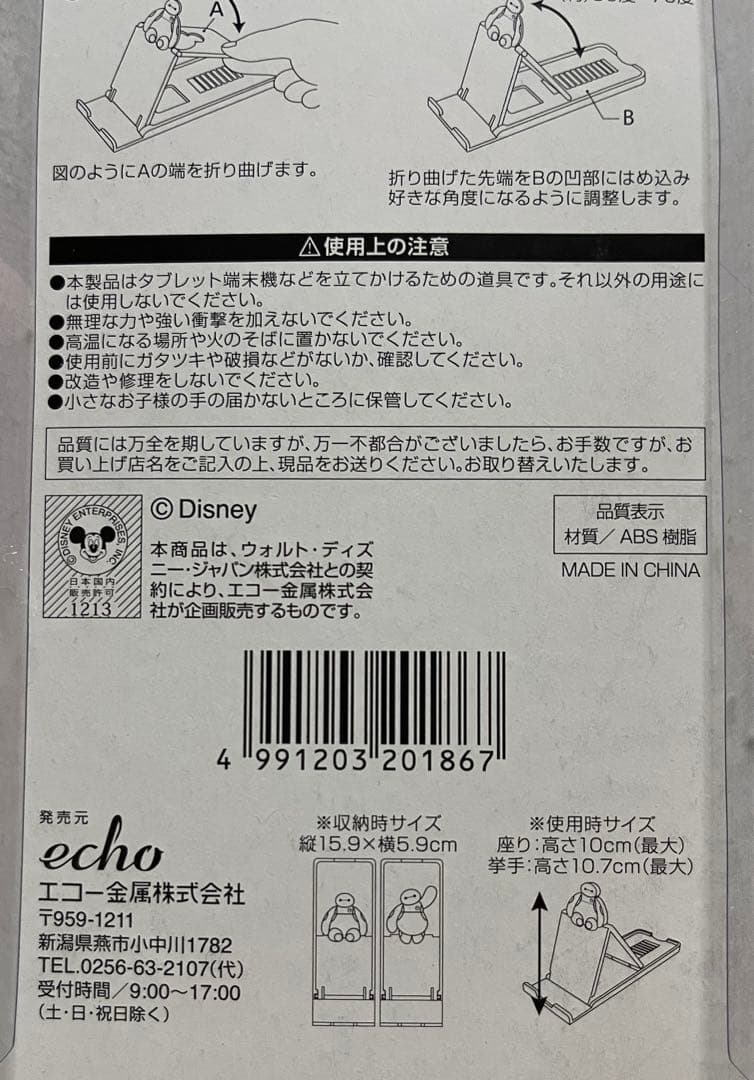 A
B
図のようにAの端を折り曲げます。
折り曲げた先端をBの凹部にはめ込み
好きな角度になるように調整します。
⚠使用上の注意
●本製品はタブレット端末機などを立てかけるための道具です。それ以外の用途に
は使用しないでください。
●無理な力や強い衝撃を加えないでください。
●高温になる場所や火のそばに置かないでください。
●使用前にガタツキや破損などがないか、確認してください。
●改造や修理をしないでください。
●小さなお子様の手の届かないところに保管してください。
品質には万全を期していますが、万一不都合がございましたら、お手数ですが、お
買い上げ店名をご記入の上、現品をお送りください。お取り替えいたします。
©DISNEY ENTERPRISES, INC.
日本国内
販売許可
1213
© Disney
本商品は、ウォルト・ディズ
ニー・ジャパン株式会社との契
約により、エコー金属株式会
社が企画販売するものです。
品質表示
材質／ABS樹脂
MADE IN CHINA
4 991203 201867
発売元
echo
エコー金属株式会社
〒959-1211
新潟県燕市小中川1782
TEL.0256-63-2107(代)
受付時間／9:00〜17:00
(土・日・祝日除く)
※収納時サイズ
縦15.9×横5.9cm
※使用時サイズ
座り:高さ10cm(最大)
挙手:高さ10.7cm(最大)